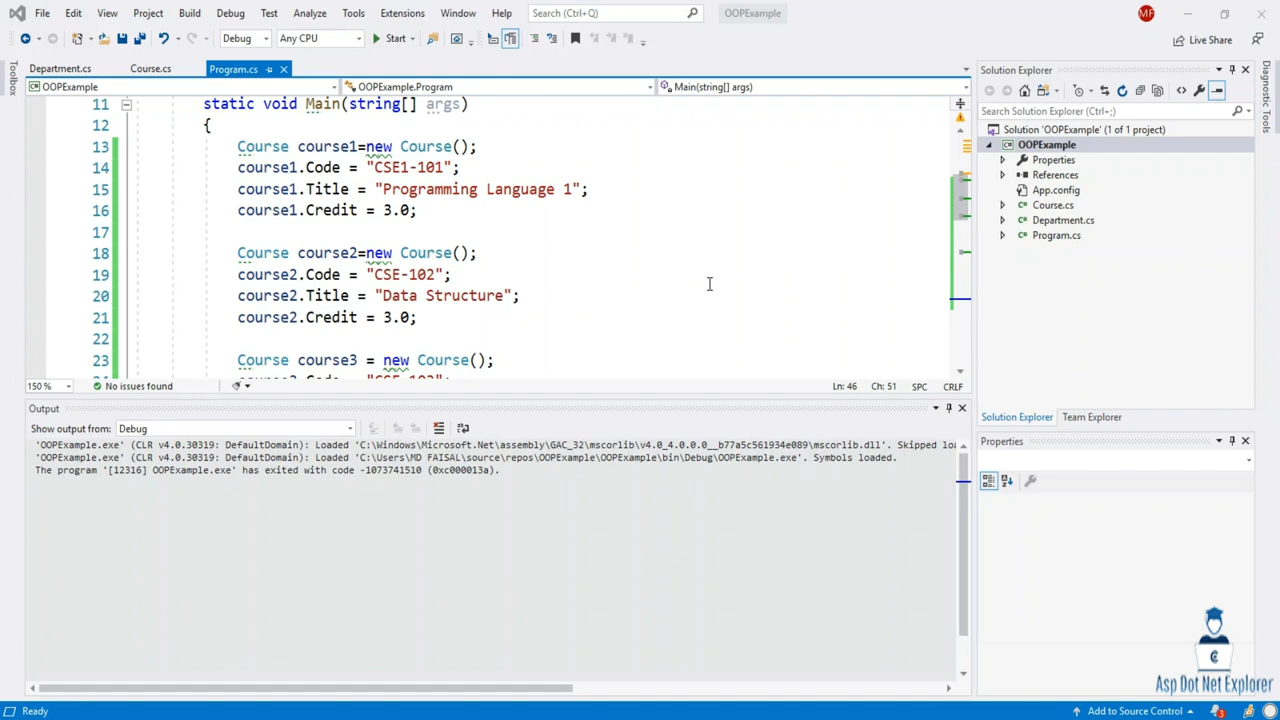 File Edit View Project Build Debug Test Analyze Tools Extensions Window Help Search (Ctrl+Q) OOPExample MF
Debug Any CPU Start Live Share
Toolbox
Department.cs Course.cs Program.cs
OOPExample OOPExample.Program Main(string[] args)
11 static void Main(string[] args)
12 {
13 Course course1=new Course();
14 course1.Code = "CSE1-101";
15 course1.Title = "Programming Language 1";
16 course1.Credit = 3.0;
17
18 Course course2=new Course();
19 course2.Code = "CSE-102";
20 course2.Title = "Data Structure";
21 course2.Credit = 3.0;
22
23 Course course3 = new Course();
150 % No issues found Ln: 46 Ch: 51 SPC CRLF
Output
Show output from: Debug
'OOPExample.exe' (CLR v4.0.30319: DefaultDomain): Loaded 'C:\Windows\Microsoft.Net\assembly\GAC_32\mscorlib\v4.0_4.0.0.0__b77a5c561934e089\mscorlib.dll'. Skipped loa
'OOPExample.exe' (CLR v4.0.30319: DefaultDomain): Loaded 'C:\Users\MD FAISAL\source\repos\OOPExample\OOPExample\bin\Debug\OOPExample.exe'. Symbols loaded.
The program '[12316] OOPExample.exe' has exited with code -1073741510 (0xc000013a).
Solution Explorer
Search Solution Explorer (Ctrl+;)
Solution 'OOPExample' (1 of 1 project)
OOPExample
Properties
References
App.config
Course.cs
Department.cs
Program.cs
Solution Explorer Team Explorer
Properties
Diagnostic Tools
Asp Dot Net Explorer
Ready Add to Source Control 3